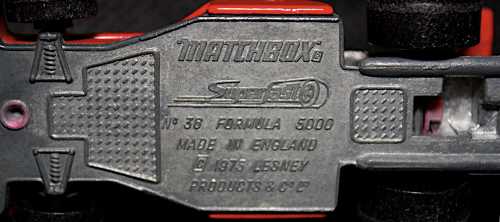 MATCHBOX®
Superfast
Nº 36 FORMULA 5000
MADE IN ENGLAND
© 1975 LESNEY
PRODUCTS & Cº Lº